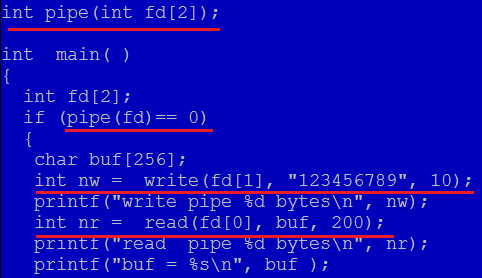 int pipe(int fd[2]);
int  main( )
{
int fd[2];
if (pipe(fd)== 0)
{
char buf[256];
int nw =  write(fd[1], "123456789", 10);
printf("write pipe %d bytes\n", nw);
int nr =  read(fd[0], buf, 200);
printf("read  pipe %d bytes\n", nr);
printf("buf = %s\n", buf );